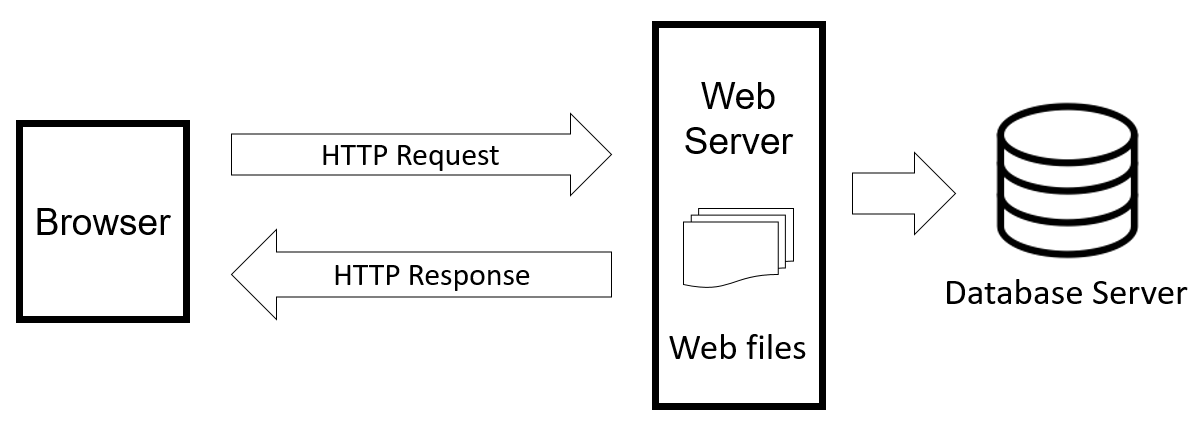 Browser
HTTP Request
HTTP Response
Web
Server
Web files
Database Server